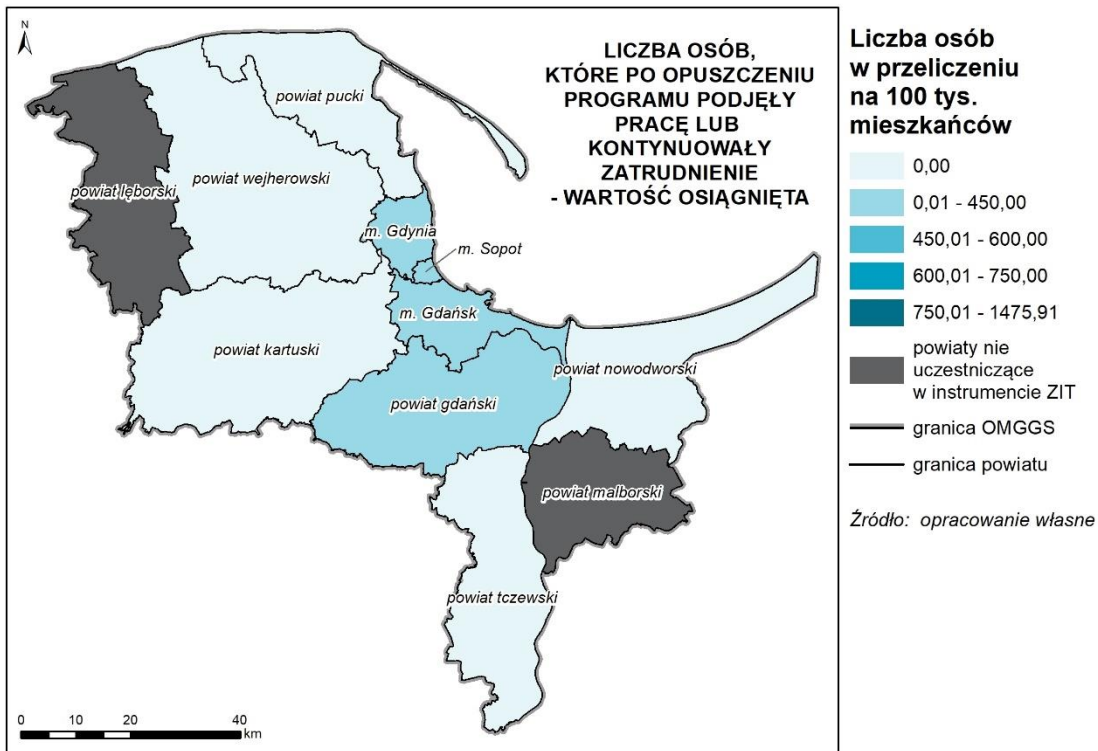 N
LICZBA OSÓB,
KTÓRE PO OPUSZCZENIU
PROGRAMU PODJĘŁY
PRACĘ LUB
KONTYNUOWAŁY
ZATRUDNIENIE
- WARTOŚĆ OSIĄGNIĘTA
powiat pucki
powiat lęborski
powiat wejherowski
m. Gdynia
m. Sopot
m. Gdańsk
powiat kartuski
powiat nowodworski
powiat gdański
powiat malborski
powiat tczewski
0 10 20 40
km
Liczba osób
w przeliczeniu
na 100 tys.
mieszkańców
0,00
0,01 - 450,00
450,01 - 600,00
600,01 - 750,00
750,01 - 1475,91
powiaty nie
uczestniczące
w instrumencie ZIT
granica OMGGS
granica powiatu
Źródło: opracowanie własne